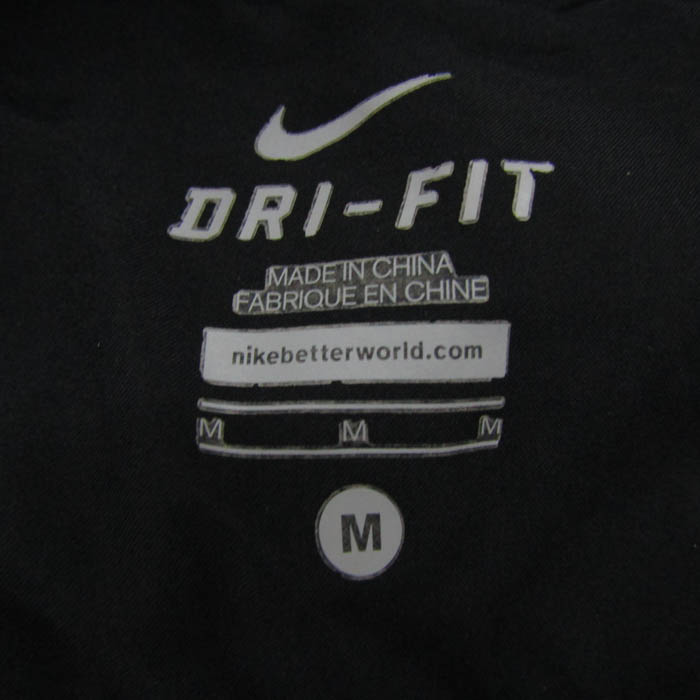 DRI-FIT
MADE IN CHINA
FABRIQUE EN CHINE
nikebetterworld.com
M M M
M